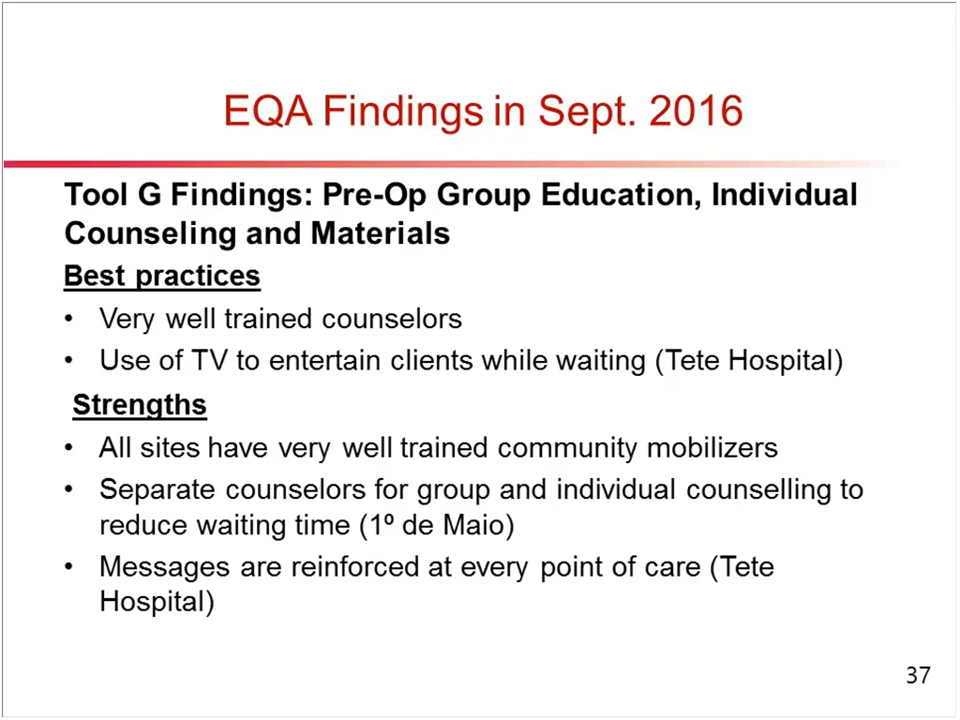 EQA Findings in Sept. 2016
Tool G Findings: Pre-Op Group Education, Individual
Counseling and Materials
Best practices
• Very well trained counselors
• Use of TV to entertain clients while waiting (Tete Hospital)
Strengths
• All sites have very well trained community mobilizers
• Separate counselors for group and individual counselling to
reduce waiting time (1º de Maio)
• Messages are reinforced at every point of care (Tete
Hospital)
37